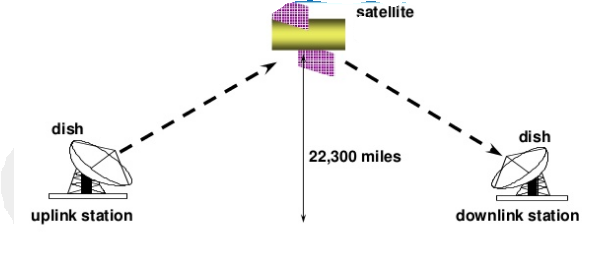 satellite
dish
dish
22,300 miles
uplink station
downlink station